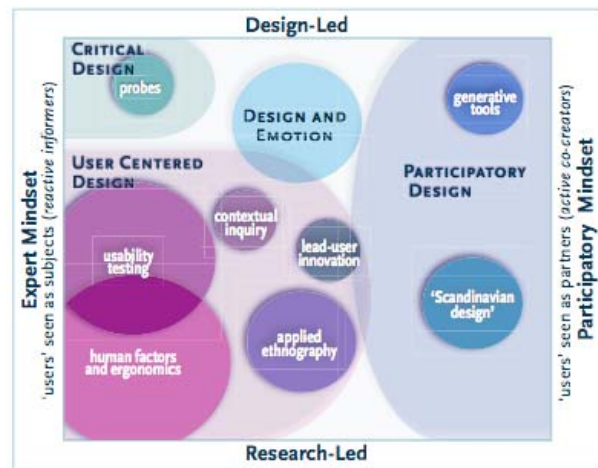 Design-Led
CRITICAL
DESIGN
probes
DESIGN AND
EMOTION
generative
tools
USER CENTERED
DESIGN
PARTICIPATORY
DESIGN
contextual
inquiry
lead-user
innovation
usability
testing
'Scandinavian
design'
applied
ethnography
human factors
and ergonomics
Expert Mindset
'users' seen as subjects (reactive informers)
'users' seen as partners (active co-creators)
Participatory Mindset
Research-Led